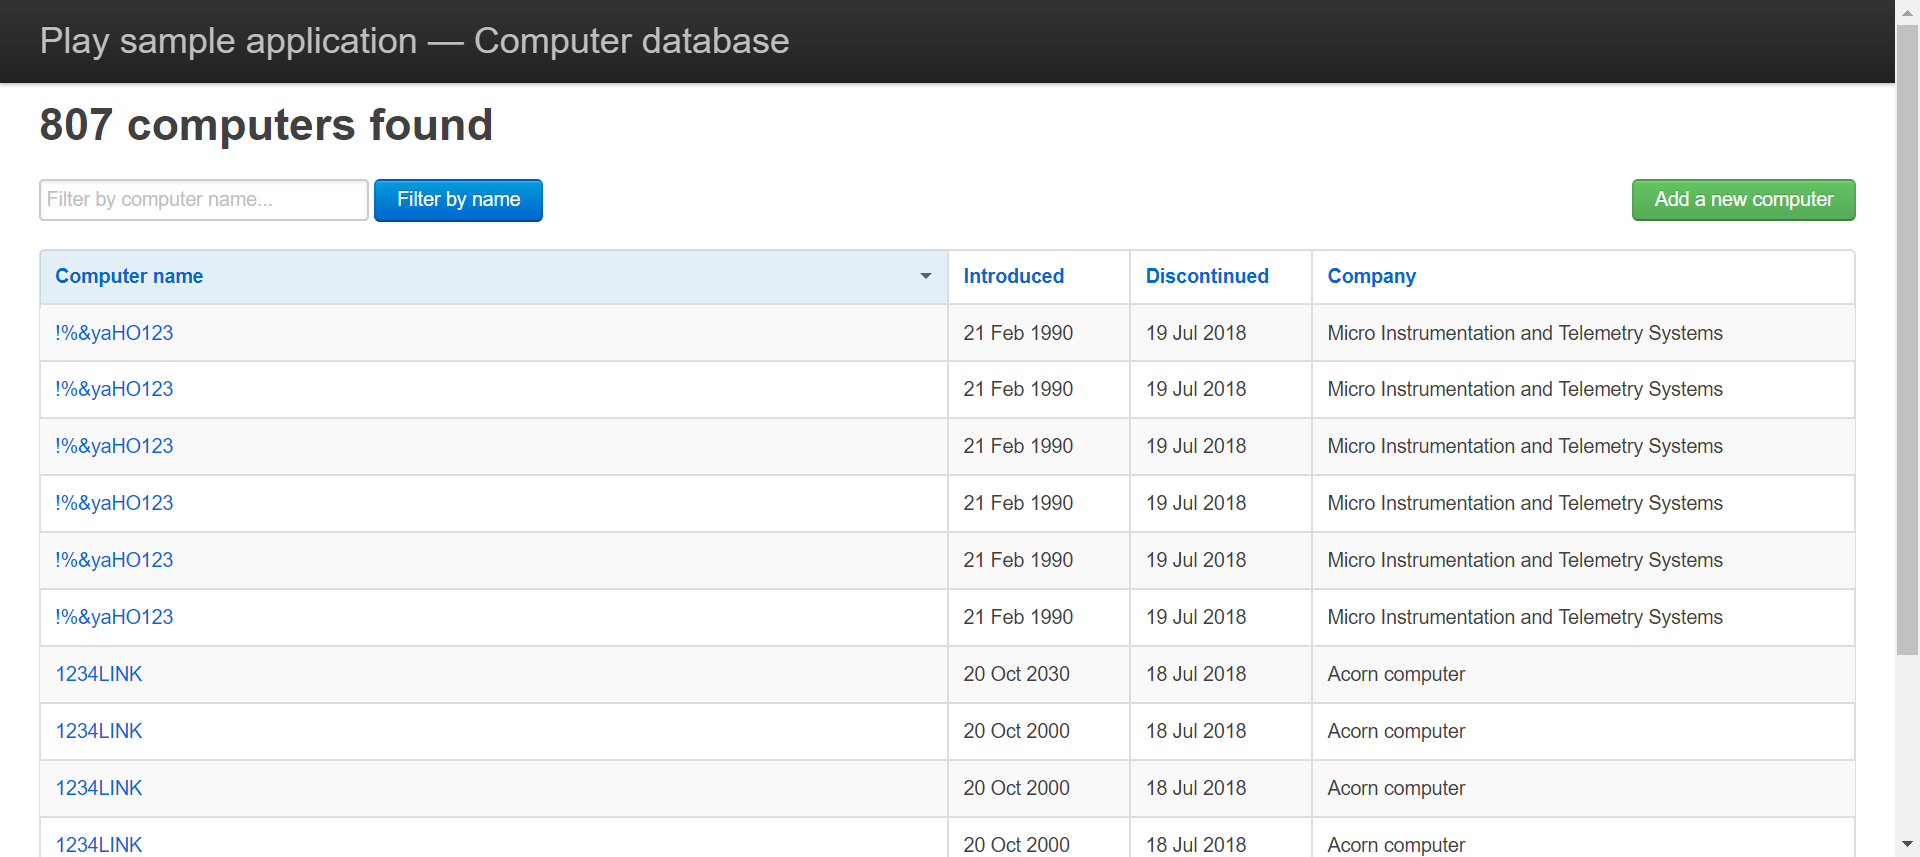 Play sample application — Computer database
807 computers found
Filter by computer name... Filter by name Add a new computer
Computer name Introduced Discontinued Company
!%&yaHO123 21 Feb 1990 19 Jul 2018 Micro Instrumentation and Telemetry Systems
!%&yaHO123 21 Feb 1990 19 Jul 2018 Micro Instrumentation and Telemetry Systems
!%&yaHO123 21 Feb 1990 19 Jul 2018 Micro Instrumentation and Telemetry Systems
!%&yaHO123 21 Feb 1990 19 Jul 2018 Micro Instrumentation and Telemetry Systems
!%&yaHO123 21 Feb 1990 19 Jul 2018 Micro Instrumentation and Telemetry Systems
!%&yaHO123 21 Feb 1990 19 Jul 2018 Micro Instrumentation and Telemetry Systems
1234LINK 20 Oct 2030 18 Jul 2018 Acorn computer
1234LINK 20 Oct 2000 18 Jul 2018 Acorn computer
1234LINK 20 Oct 2000 18 Jul 2018 Acorn computer
1234LINK 20 Oct 2000 18 Jul 2018 Acorn computer